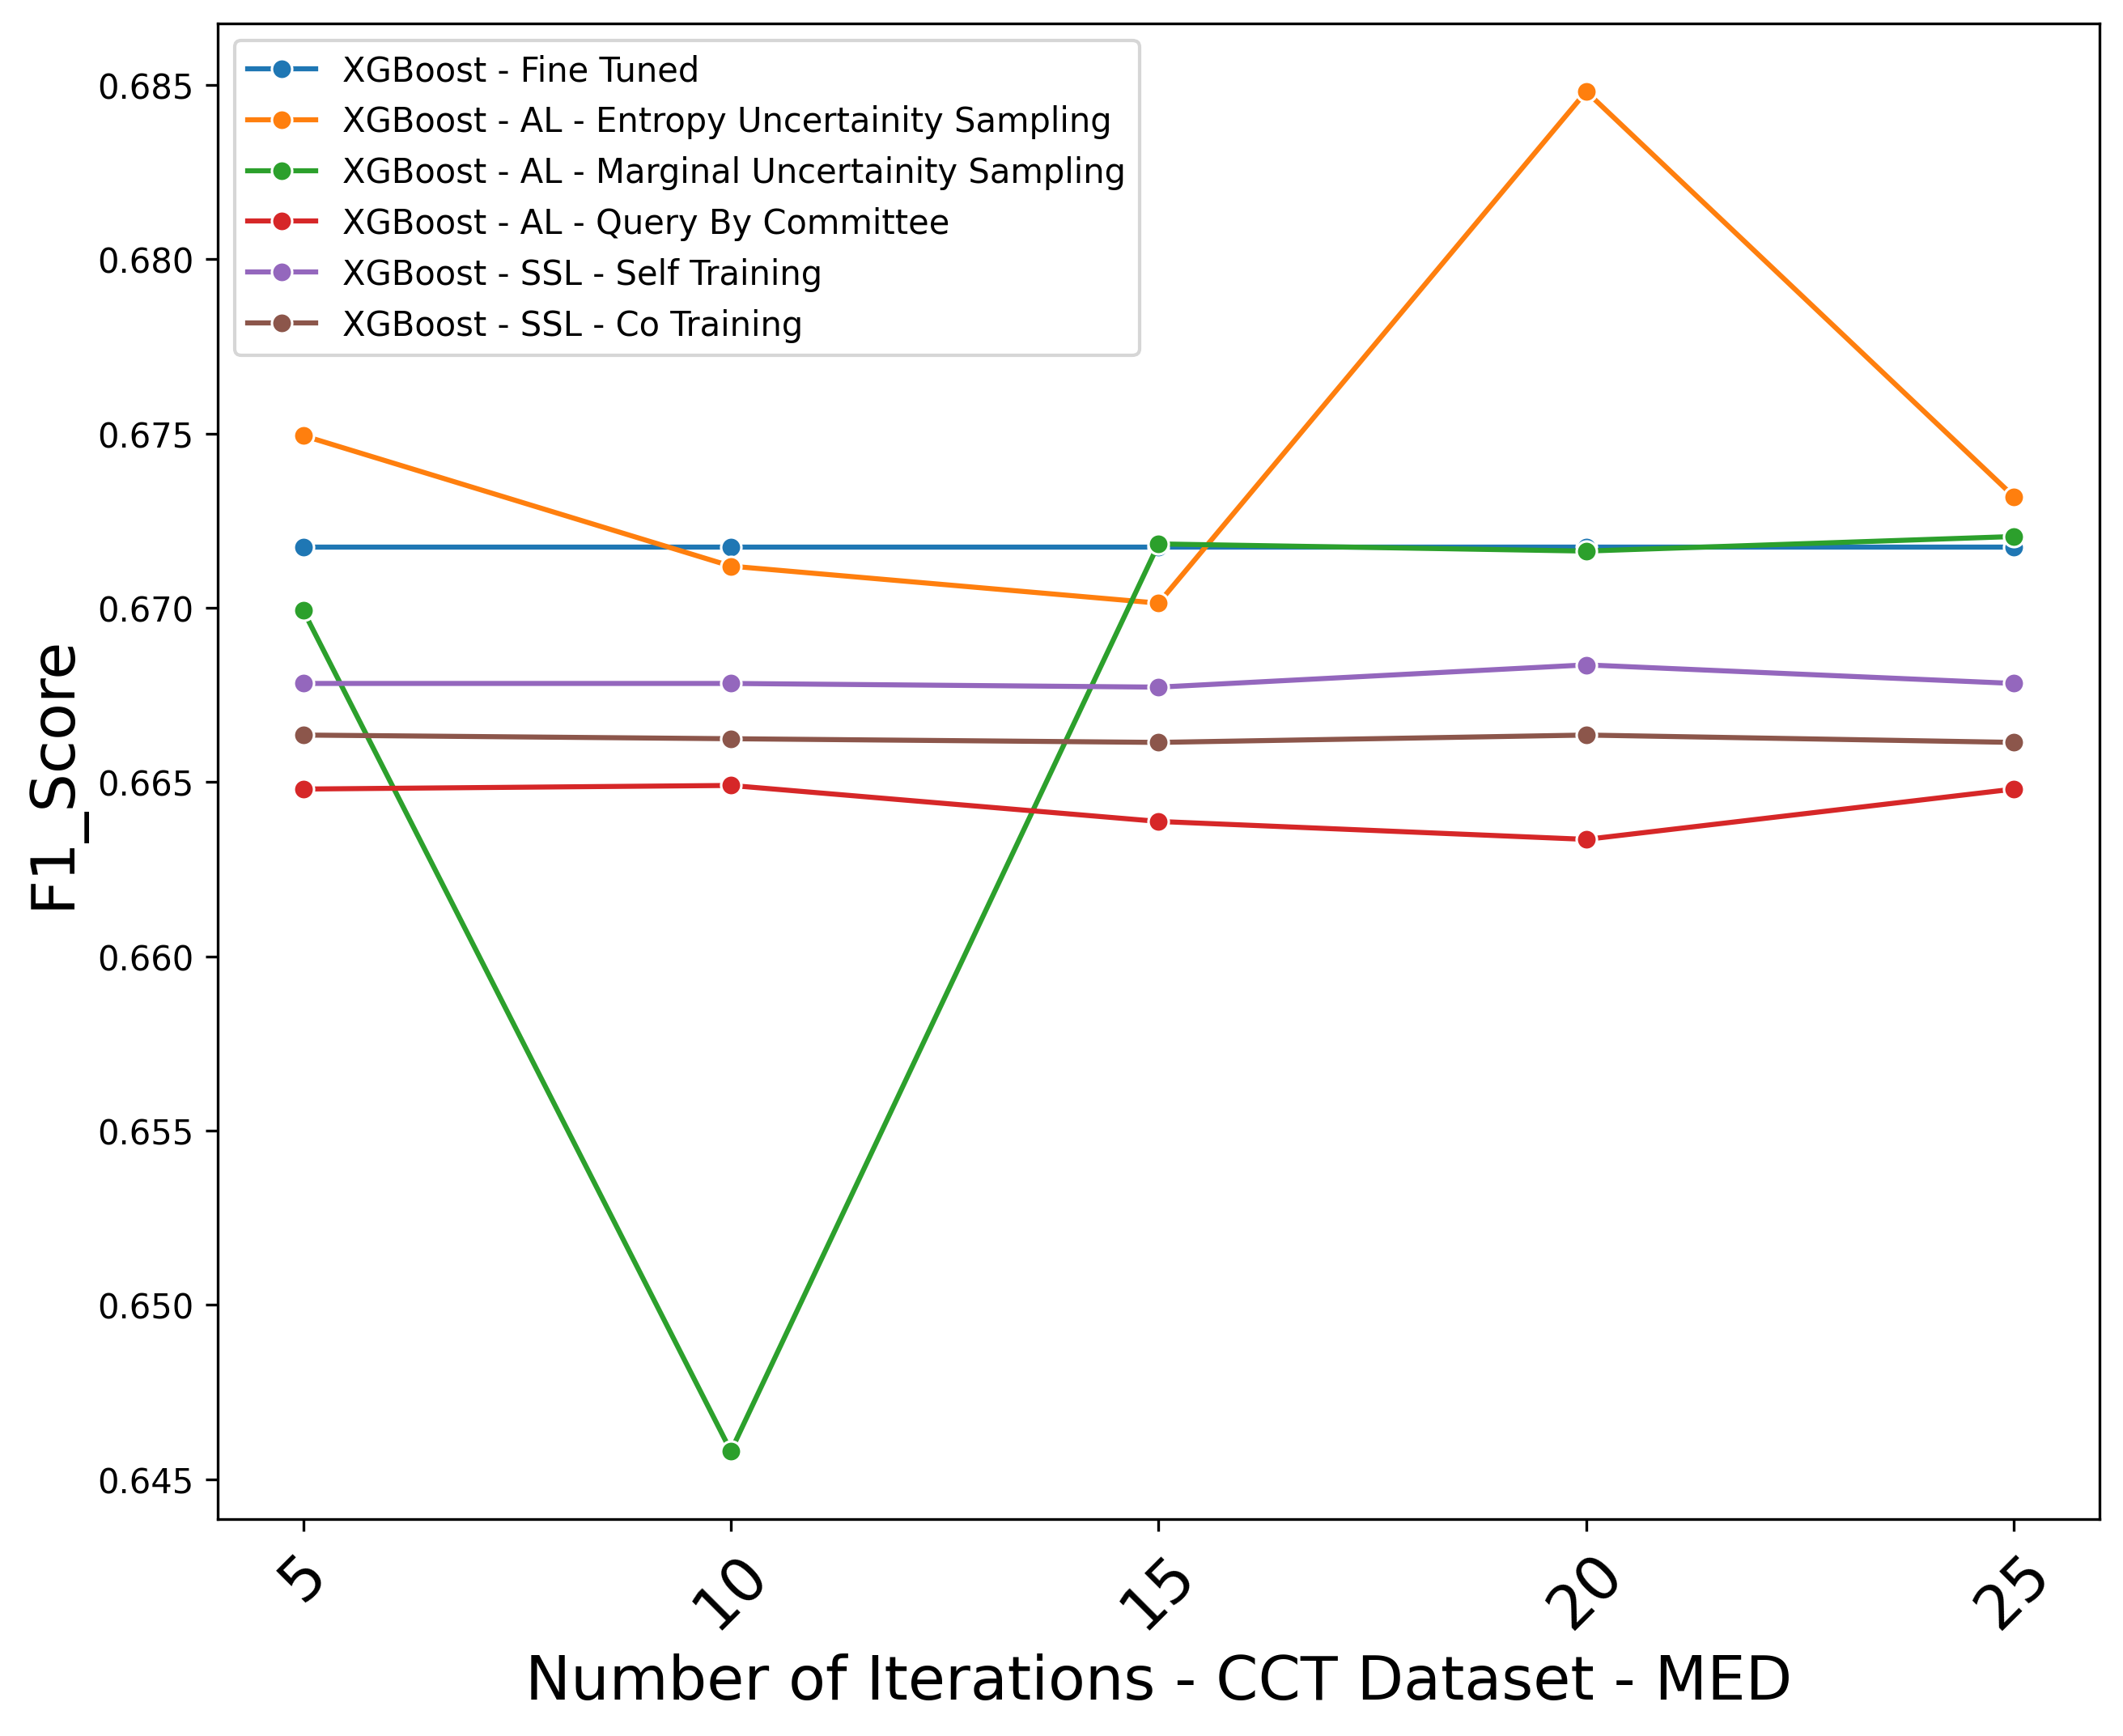 XGBoost - Fine Tuned
XGBoost - AL - Entropy Uncertainity Sampling
XGBoost - AL - Marginal Uncertainity Sampling
XGBoost - AL - Query By Committee
XGBoost - SSL - Self Training
XGBoost - SSL - Co Training
0.685
0.680
0.675
0.670
0.665
0.660
0.655
0.650
0.645
F1_Score
5
10
15
20
25
Number of Iterations - CCT Dataset - MED